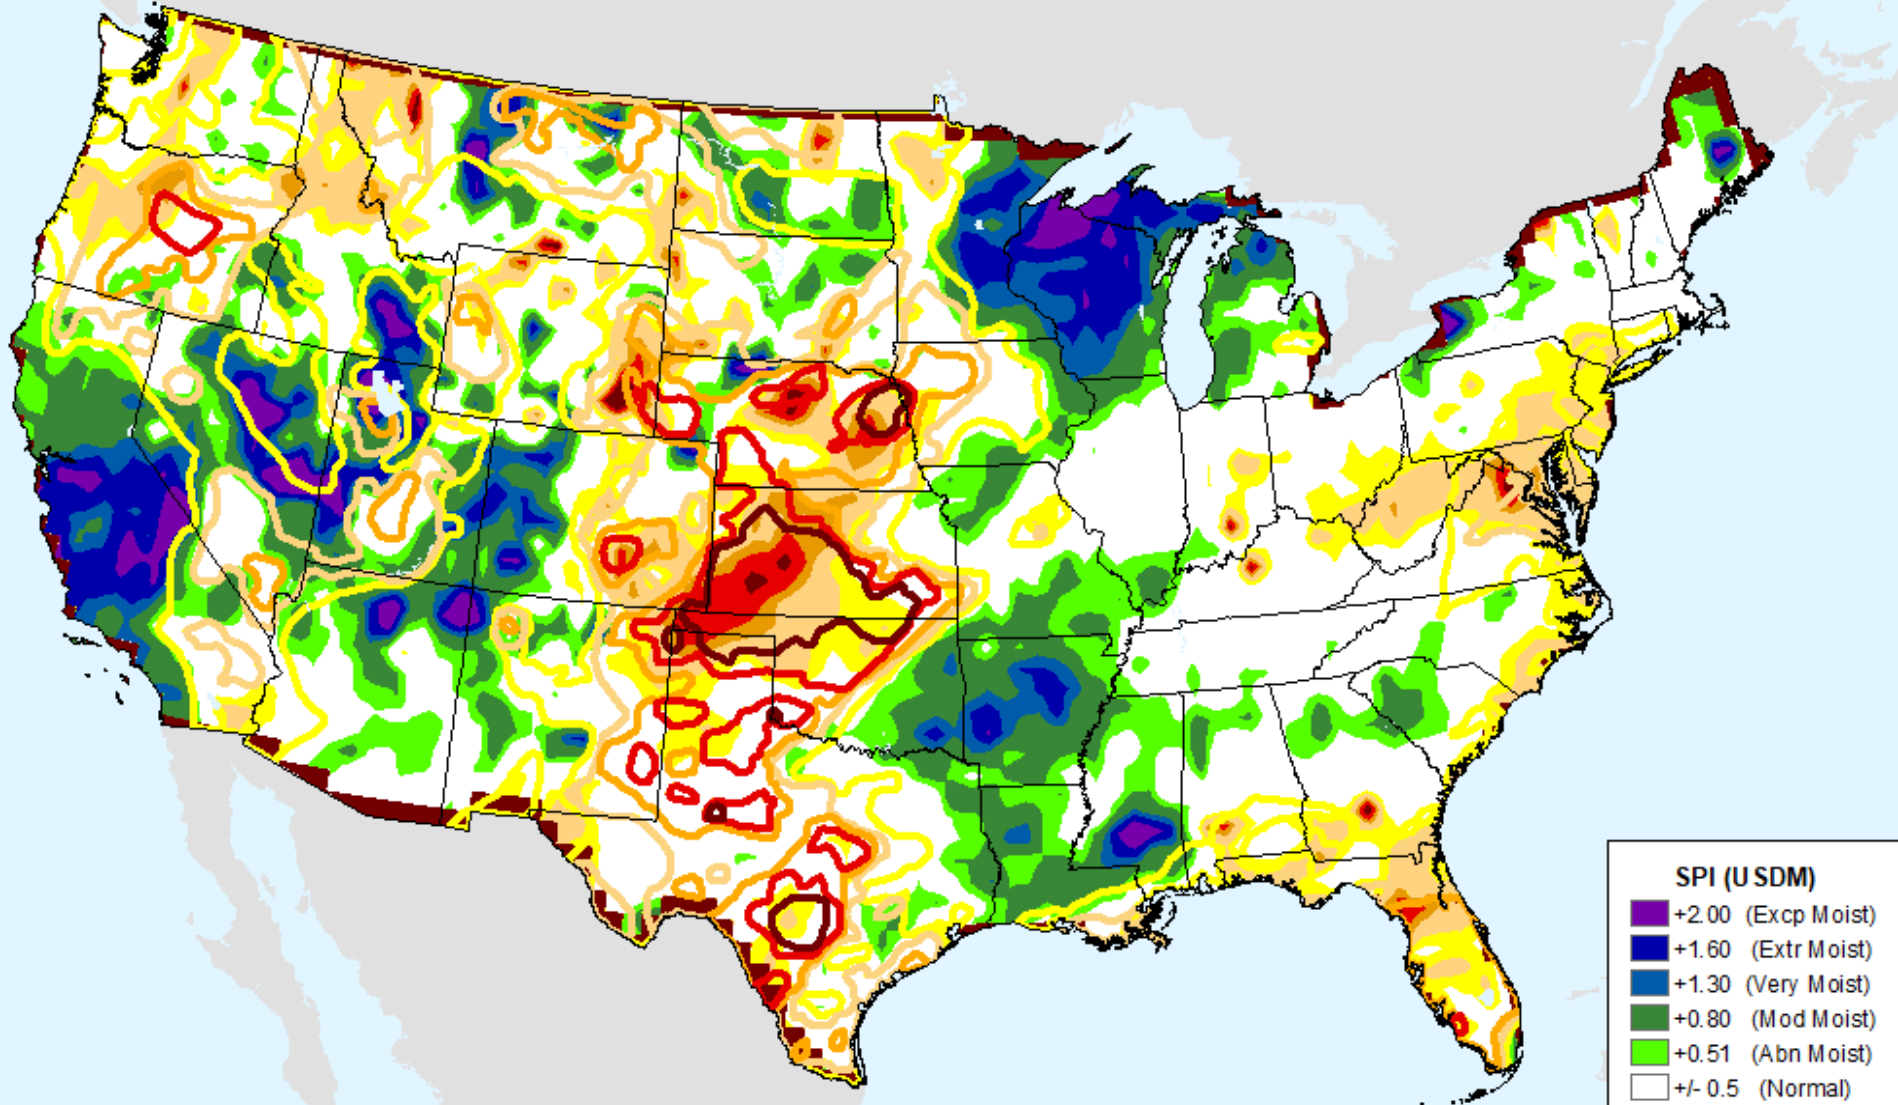 SPI (USDM)
+2.00 (Excp Moist)
+1.60 (Extr Moist)
+1.30 (Very Moist)
+0.80 (Mod Moist)
+0.51 (Abn Moist)
+/- 0.5 (Normal)